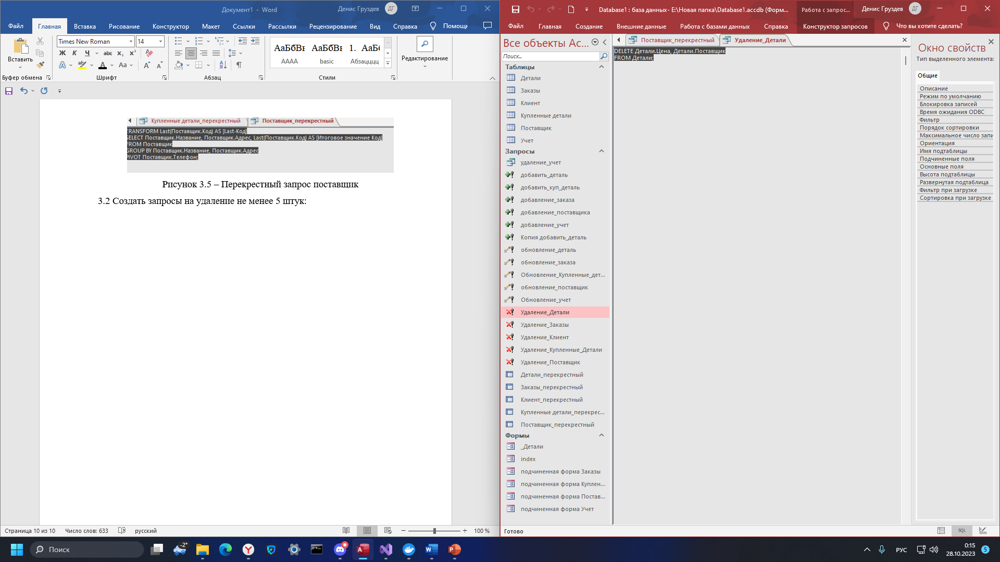 Документ1 - Word
Денис Груздев
ДГ
Файл
Главная
Вставка
Рисование
Конструктор
Макет
Ссылки
Рассылки
Рецензирование
Вид
Справка
Помощн
Вставить
Буфер обмена
Times New Roman
14
Ж К Ч abc x₂ x²
Aa
Шрифт
Абзац
АаБбВı
АаБбВı
1. АаБб
АААА
basic
Абзацццц
Стили
Редактирование
Купленные детали_перекрестный
Поставщик_перекрестный
TRANSFORM Last(Поставщик.Код) AS [Last-Код]
SELECT Поставщик.Название, Поставщик.Адрес, Last(Поставщик.Код) AS [Итоговое значение Код]
FROM Поставщик
GROUP BY Поставщик.Название, Поставщик.Адрес
PIVOT Поставщик.Телефон;
Рисунок 3.5 – Перекрестный запрос поставщик
3.2 Создать запросы на удаление не менее 5 штук:
Страница 10 из 10
Число слов: 633
русский
100 %
Database1 : база данных- E:\Новая папка\Database1.accdb (Форм...
Работа с запрос...
Денис Груздев
ДГ
Файл
Главная
Создание
Внешние данные
Работа с базами данных
Справка
Конструктор запросов
Что вы хотите сделать?
Все объекты Ac...
Поиск...
Таблицы
Детали
Заказы
Клиент
Купленные детали
Поставщик
Учет
Запросы
удаление_учет
добавить_деталь
добавить_куп_деталь
добавление_заказа
добавление_поставщика
добавление_учет
Копия добавить_деталь
обновление_деталь
обновление_заказа
Обновление_Купленные_дет...
обновление_поставщик
Обновление_учет
Удаление_Детали
Удаление_Заказы
Удаление_Клиент
Удаление_Купленные_Детали
Удаление_Поставщик
Детали_перекрестный
Заказы_перекрестный
Клиент_перекрестный
Купленные детали_перекрес...
Поставщик_перекрестный
Формы
_Детали
index
подчиненная форма Заказы
подчиненная форма Куплен...
подчиненная форма Постав...
подчиненная форма Учет
Поставщик_перекрестный
Удаление_Детали
DELETE Детали.Цена, Детали.Поставщик
FROM Детали;
Окно свойств
Тип выделенного элемента:
Общие
Описание
Режим по умолчанию
Блокировка записей
Время ожидания ODBC
Фильтр
Порядок сортировки
Максимальное число запи
Ориентация
Имя подтаблицы
Подчиненные поля
Основные поля
Высота подтаблицы
Развернутая подтаблица
Фильтр при загрузке
Сортировка при загрузке
Готово
SQL
Поиск
-2°
РУС
0:15
28.10.2023
5